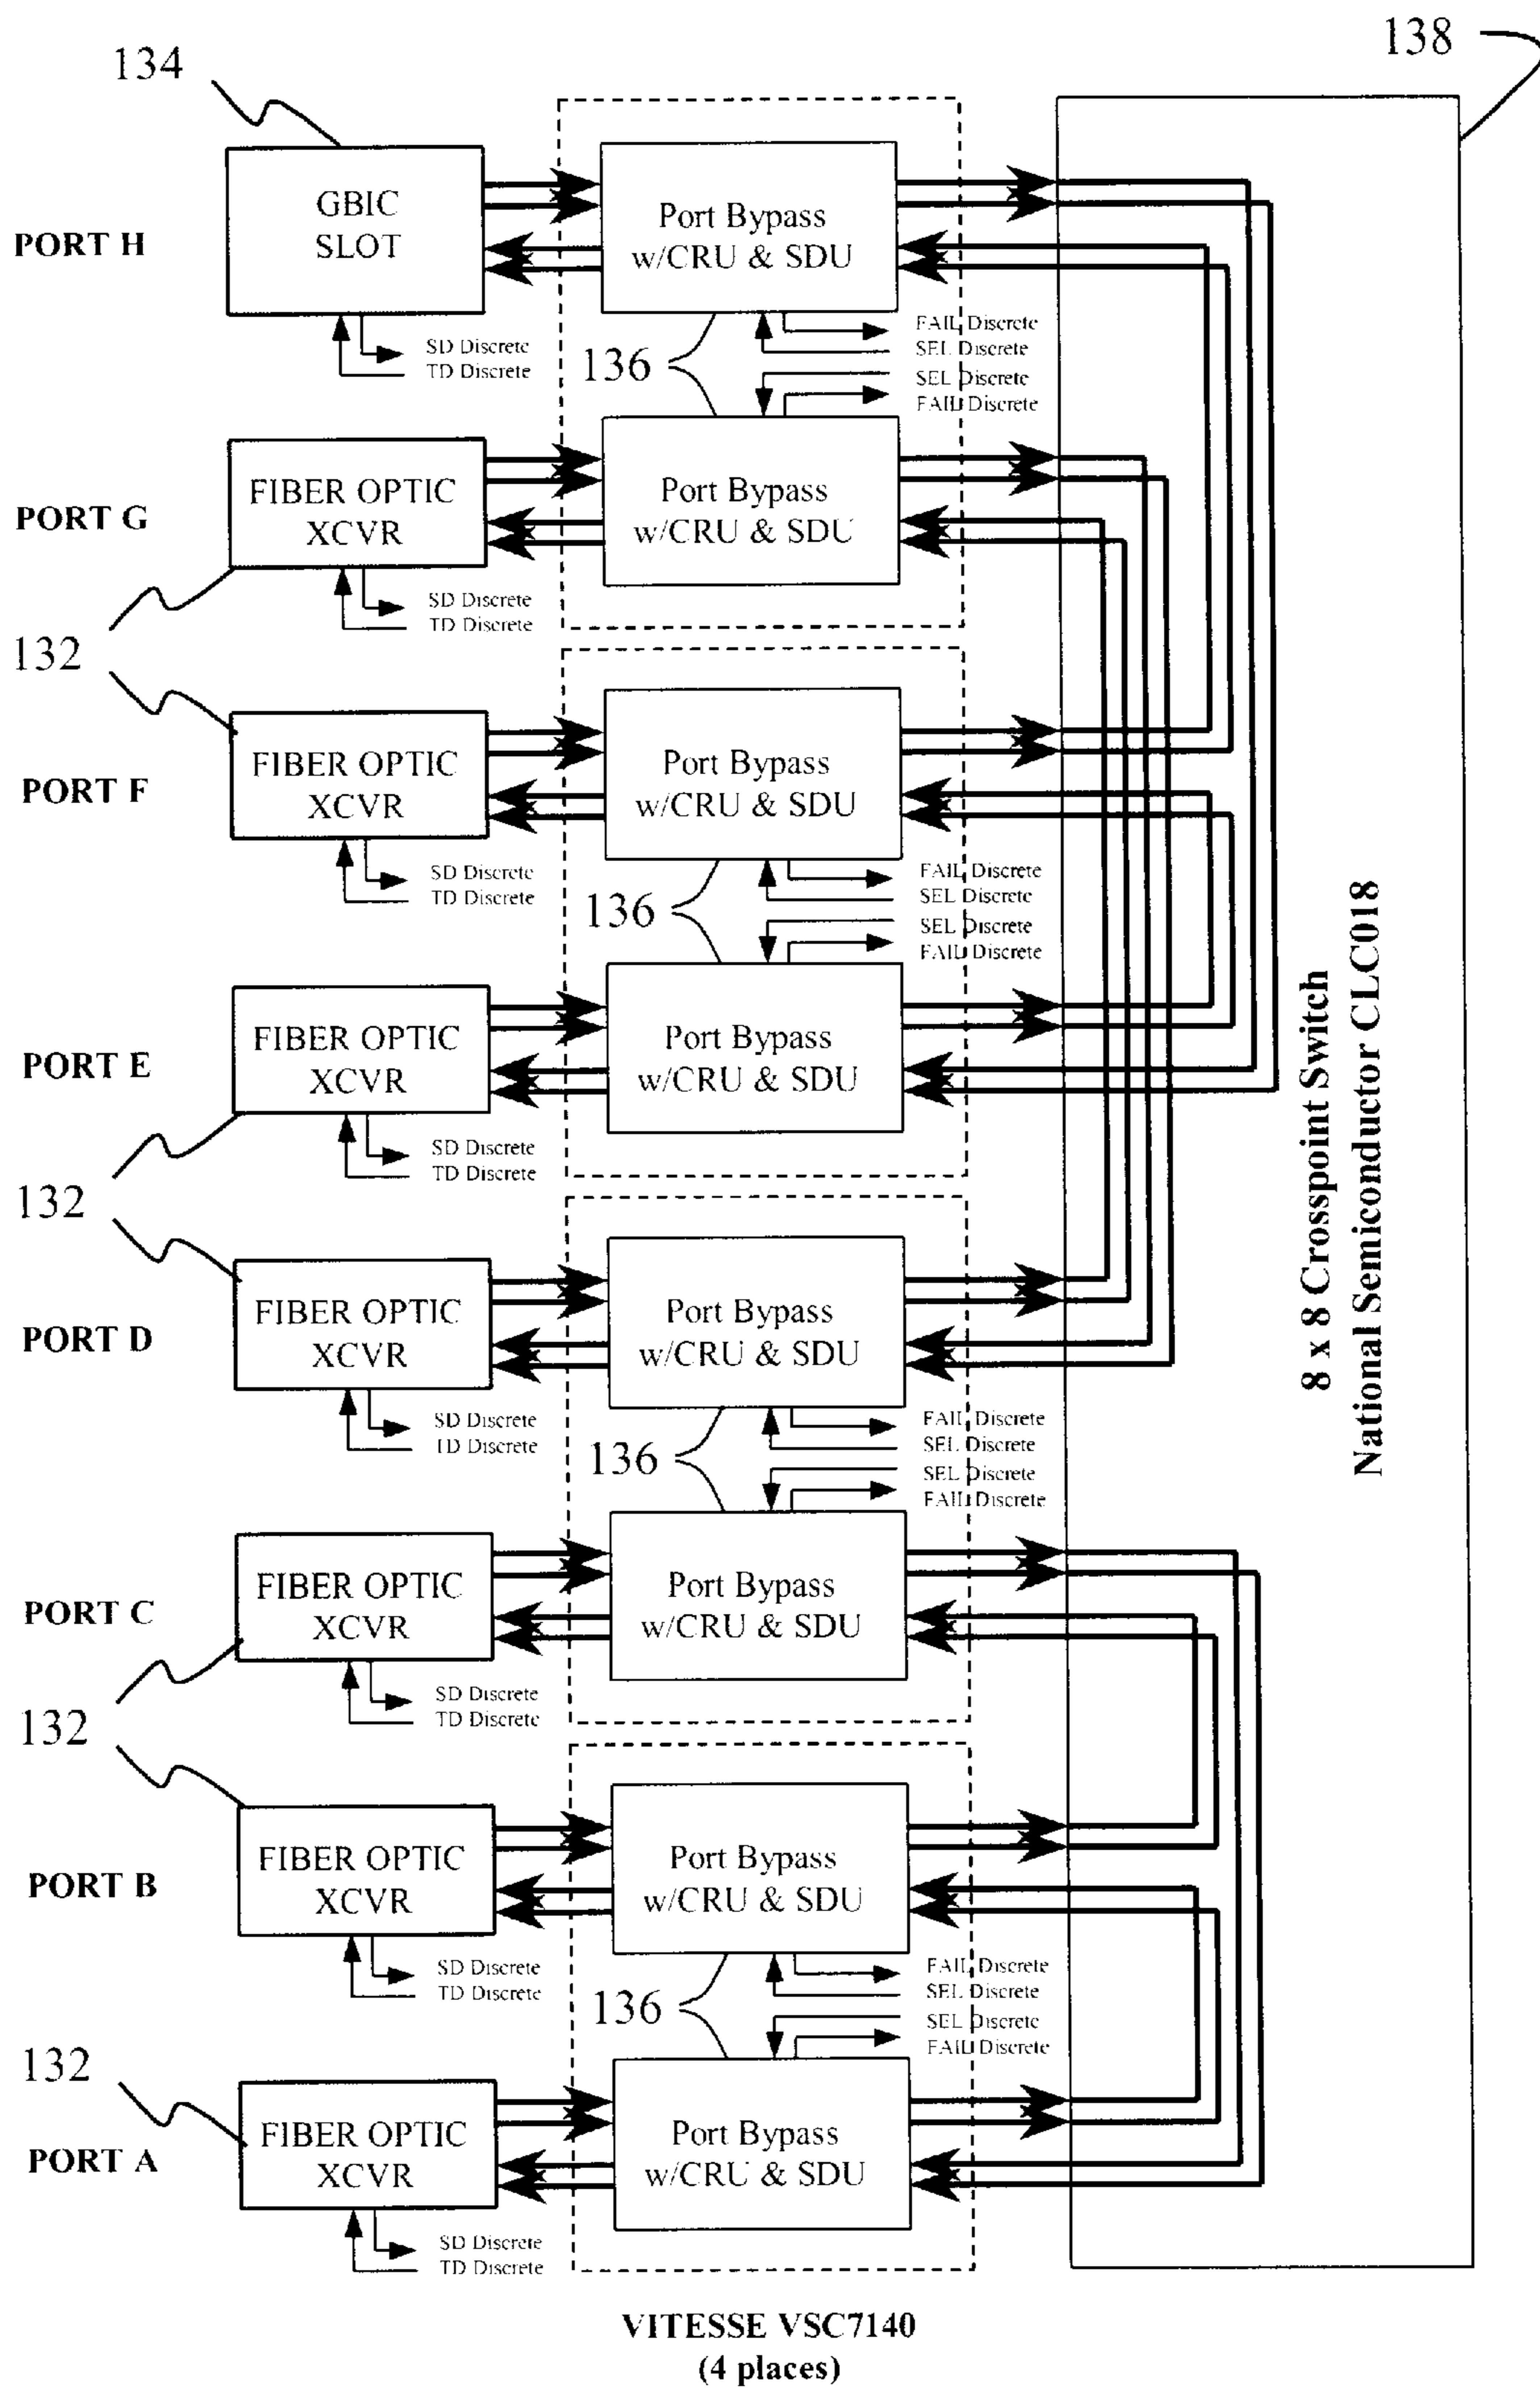 138
134
PORT H
GBIC
SLOT
Port Bypass
w/CRU & SDU
SD Discrete
TD Discrete
136
FAIL Discrete
SEL Discrete
SEL Discrete
FAIL Discrete
PORT G
FIBER OPTIC
XCVR
Port Bypass
w/CRU & SDU
SD Discrete
TD Discrete
132
PORT F
FIBER OPTIC
XCVR
Port Bypass
w/CRU & SDU
SD Discrete
TD Discrete
136
FAIL Discrete
SEL Discrete
SEL Discrete
FAIL Discrete
PORT E
FIBER OPTIC
XCVR
Port Bypass
w/CRU & SDU
SD Discrete
TD Discrete
132
8 x 8 Crosspoint Switch
National Semiconductor CLC018
PORT D
FIBER OPTIC
XCVR
Port Bypass
w/CRU & SDU
SD Discrete
TD Discrete
136
FAIL Discrete
SEL Discrete
SEL Discrete
FAIL Discrete
PORT C
FIBER OPTIC
XCVR
Port Bypass
w/CRU & SDU
SD Discrete
TD Discrete
132
PORT B
FIBER OPTIC
XCVR
Port Bypass
w/CRU & SDU
SD Discrete
TD Discrete
136
FAIL Discrete
SEL Discrete
SEL Discrete
FAIL Discrete
132
PORT A
FIBER OPTIC
XCVR
Port Bypass
w/CRU & SDU
SD Discrete
TD Discrete
VITESSE VSC7140
(4 places)